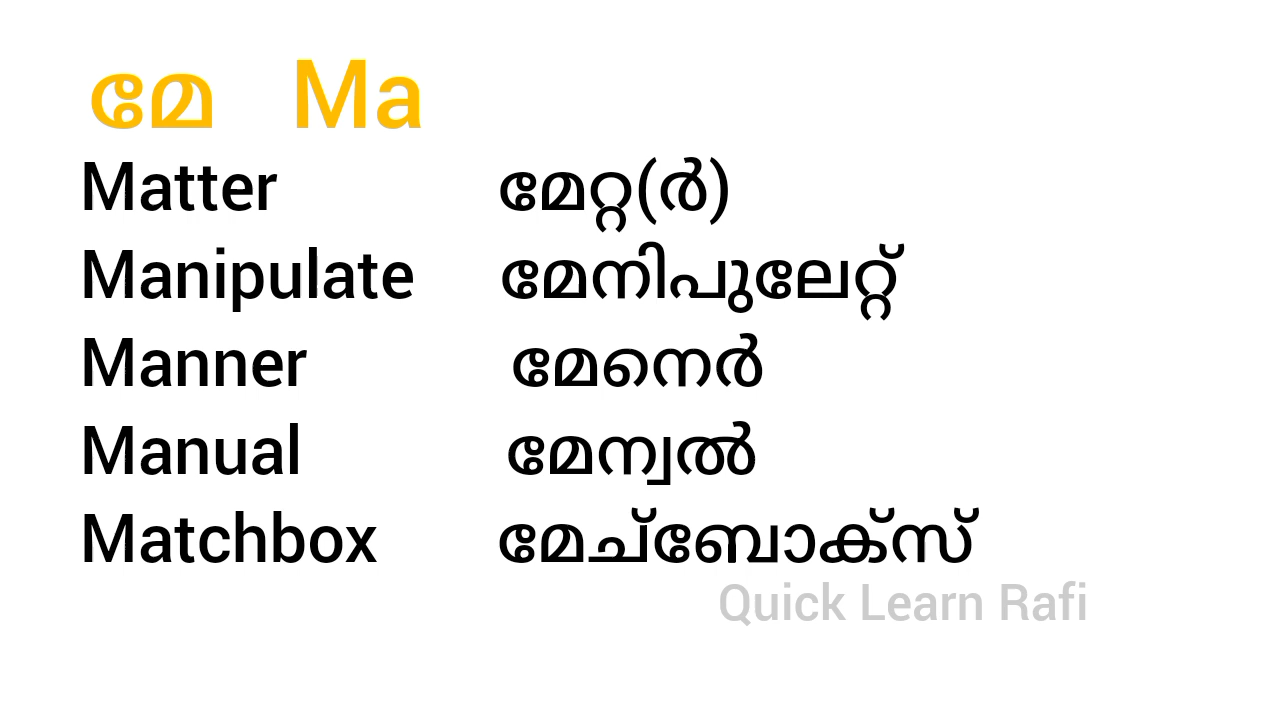 മേ Ma
Matter മേറ്റ(ർ)
Manipulate മേനിപുലേറ്റ്
Manner മേനെർ
Manual മേന്വൽ
Matchbox മേച്ബോക്സ്
Quick Learn Rafi